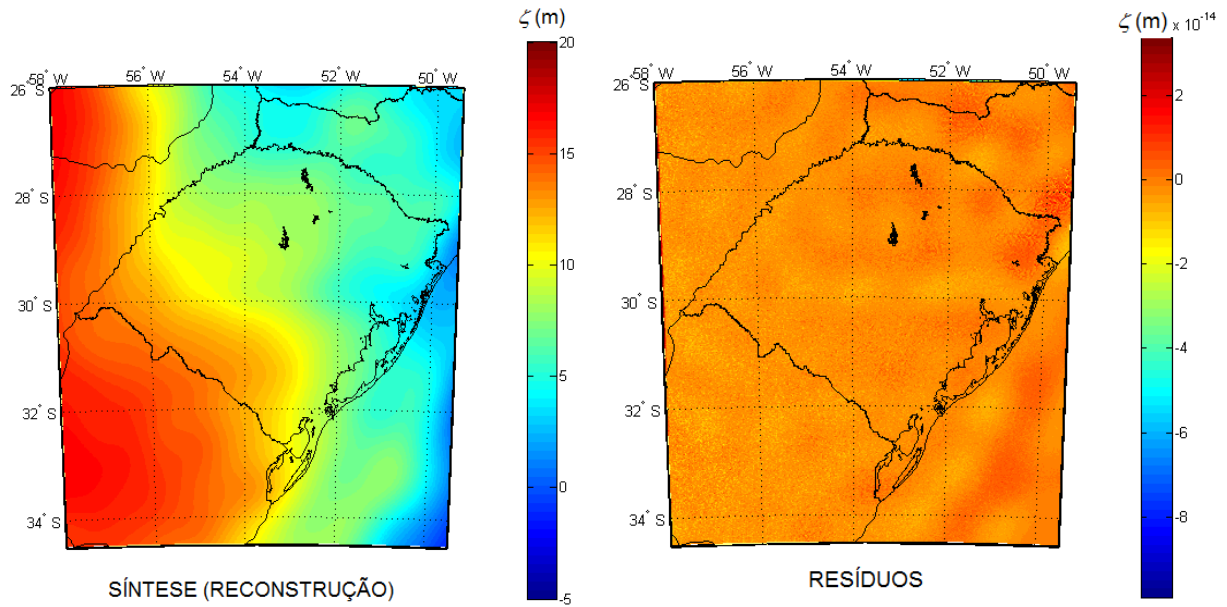 ζ (m)
58° W 56° W 54° W 52° W 50° W
26° S
28° S
30° S
32° S
34° S
20
15
10
5
0
-5
SÍNTESE (RECONSTRUÇÃO)
ζ (m) x 10⁻¹⁴
58° W 56° W 54° W 52° W 50° W
26° S
28° S
30° S
32° S
34° S
2
0
-2
-4
-6
-8
RESÍDUOS